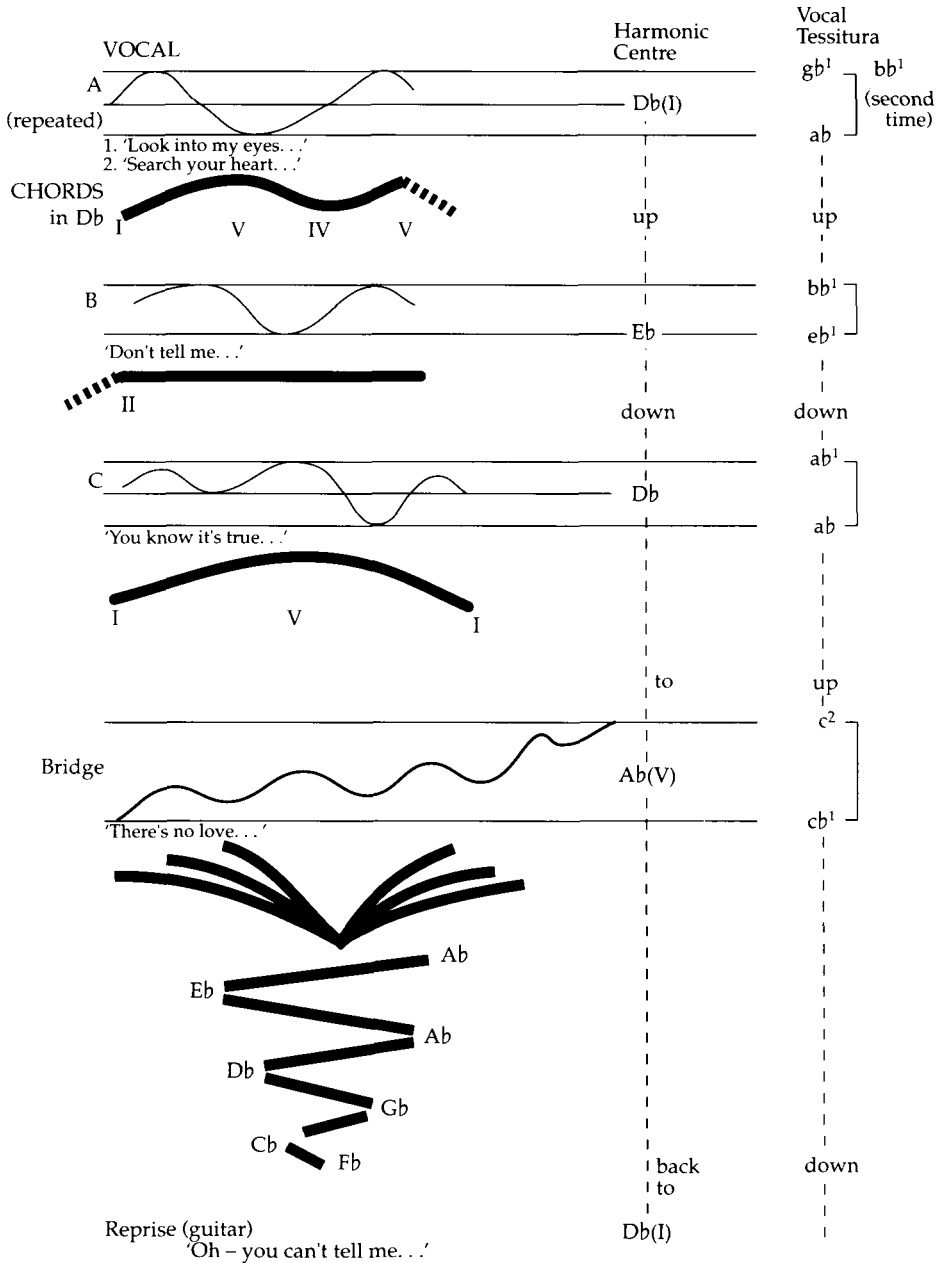 VOCAL
Harmonic
Centre
Vocal
Tessitura
A
(repeated)
Db(I)
gb¹
bb¹
(second
time)
ab
1. 'Look into my eyes. . .'
2. 'Search your heart. . .'
CHORDS
in Db
I
V
IV
V
up
up
B
Eb
bb¹
eb¹
'Don't tell me. . .'
II
down
down
C
Db
ab¹
ab
'You know it's true. . .'
I
V
I
to
up
Bridge
Ab(V)
c²
cb¹
'There's no love. . . '
Ab
Eb
Ab
Db
Gb
Cb
Fb
back
to
down
Reprise (guitar)
'Oh – you can't tell me. . .'
Db(I)